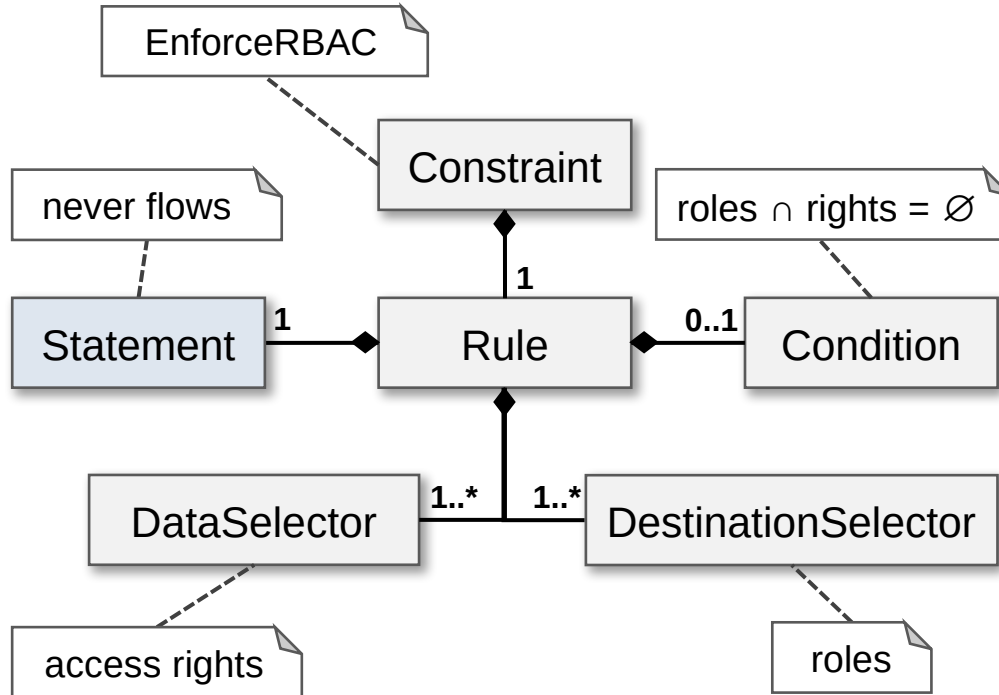 EnforceRBAC
Constraint
never flows
roles ∩ rights = ∅
1
1
0..1
Statement
Rule
Condition
1..*
1..*
DataSelector
DestinationSelector
access rights
roles